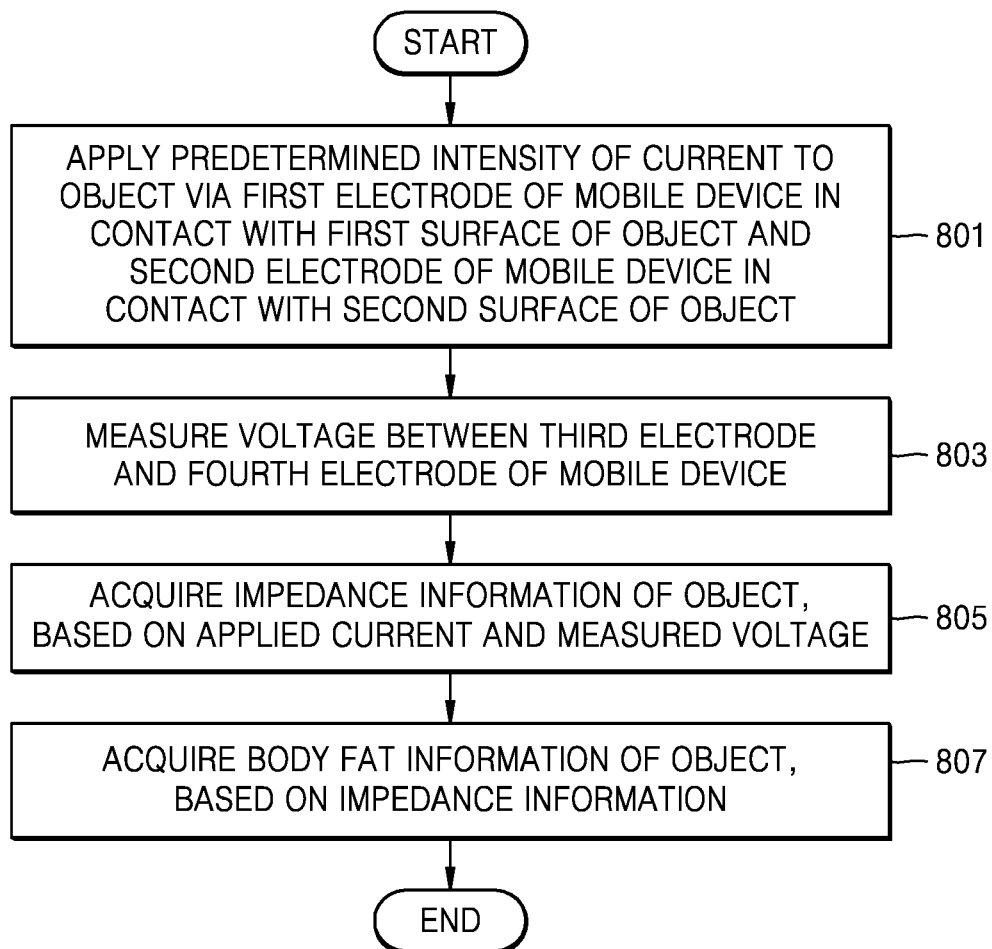 START
APPLY PREDETERMINED INTENSITY OF CURRENT TO
OBJECT VIA FIRST ELECTRODE OF MOBILE DEVICE IN
CONTACT WITH FIRST SURFACE OF OBJECT AND
SECOND ELECTRODE OF MOBILE DEVICE IN
CONTACT WITH SECOND SURFACE OF OBJECT
801
MEASURE VOLTAGE BETWEEN THIRD ELECTRODE
AND FOURTH ELECTRODE OF MOBILE DEVICE
803
ACQUIRE IMPEDANCE INFORMATION OF OBJECT,
BASED ON APPLIED CURRENT AND MEASURED VOLTAGE
805
ACQUIRE BODY FAT INFORMATION OF OBJECT,
BASED ON IMPEDANCE INFORMATION
807
END